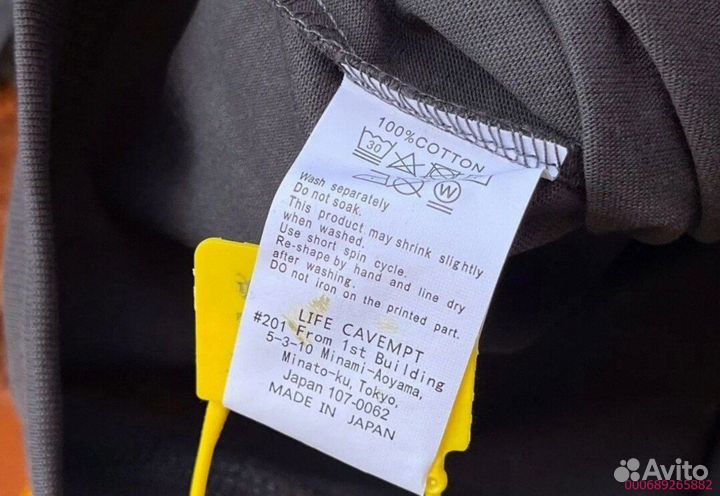 100%COTTON
30
W
Wash separately
Do not soak.
This product may shrink slightly
when washed.
Use short spin cycle.
Re-shape by hand and line dry
after washing.
DO not iron on the printed part.
LIFE CAVEMPT
#201 From 1st Building
5-3-10 Minami-Aoyama,
Minato-ku, Tokyo,
Japan 107-0062
MADE IN JAPAN
Avito
000689265882